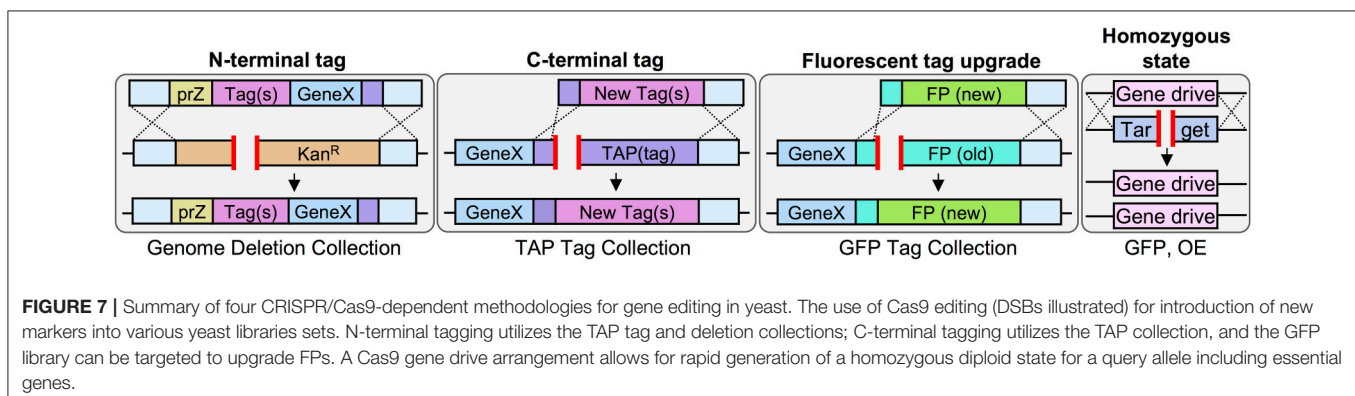 N-terminal tag
C-terminal tag
Fluorescent tag upgrade
Homozygous
state
prZ Tag(s) GeneX
New Tag(s)
FP (new)
Gene drive
Kan^R
GeneX TAP(tag)
GeneX FP (old)
Tar get
prZ Tag(s) GeneX
GeneX New Tag(s)
GeneX FP (new)
Gene drive
Gene drive
Genome Deletion Collection
TAP Tag Collection
GFP Tag Collection
GFP, OE
FIGURE 7 | Summary of four CRISPR/Cas9-dependent methodologies for gene editing in yeast. The use of Cas9 editing (DSBs illustrated) for introduction of new
markers into various yeast libraries sets. N-terminal tagging utilizes the TAP tag and deletion collections; C-terminal tagging utilizes the TAP collection, and the GFP
library can be targeted to upgrade FPs. A Cas9 gene drive arrangement allows for rapid generation of a homozygous diploid state for a query allele including essential
genes.